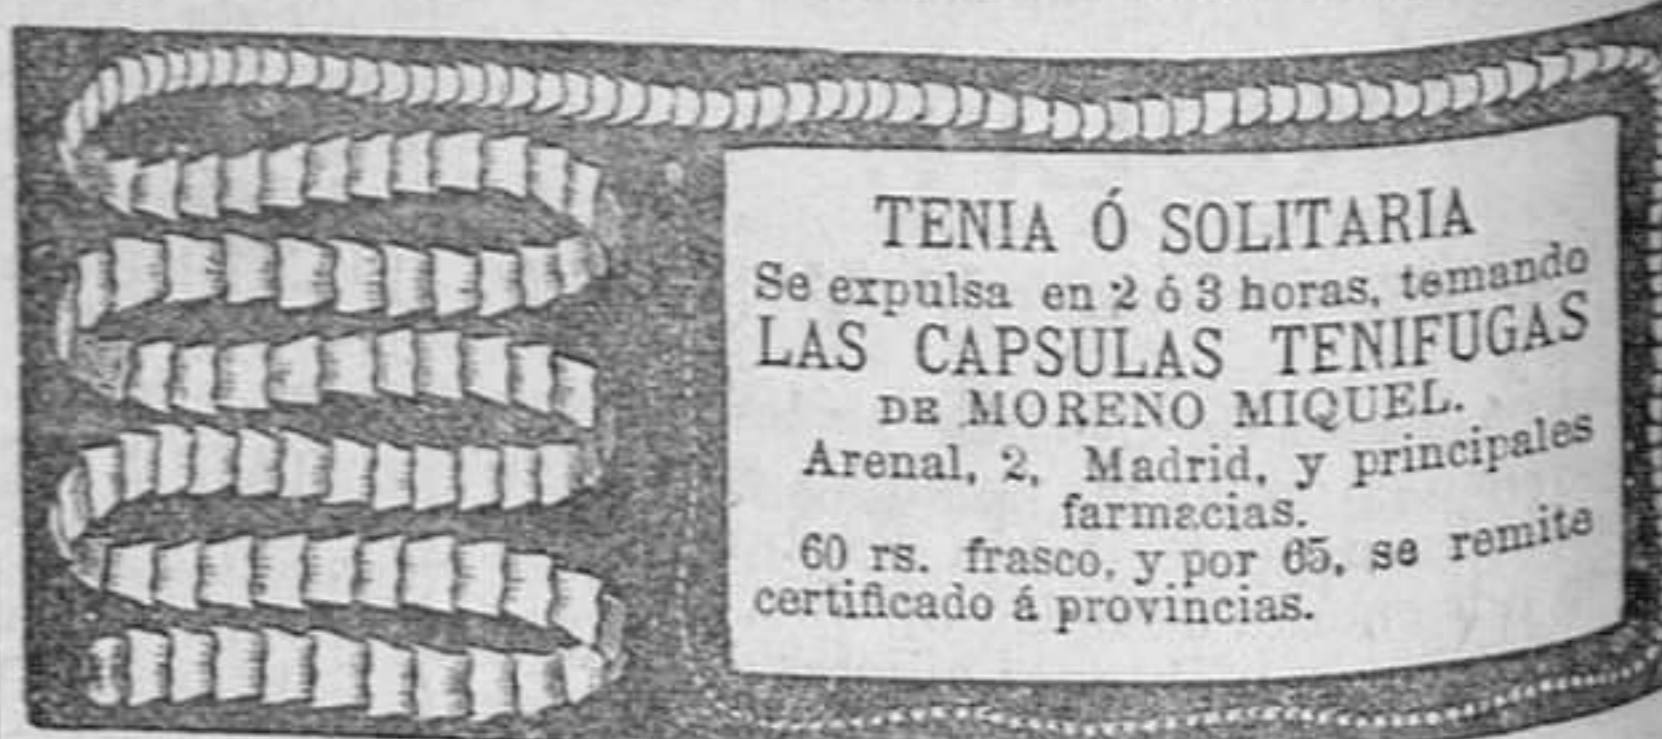 TENIA Ó SOLITARIA
Se expulsa en 2 ó 3 horas, temando
LAS CAPSULAS TENIFUGAS
DE MORENO MIQUEL.
Arenal, 2, Madrid, y principales
farmacias.
60 rs. frasco, y por 65, se remite
certificado á provincias.